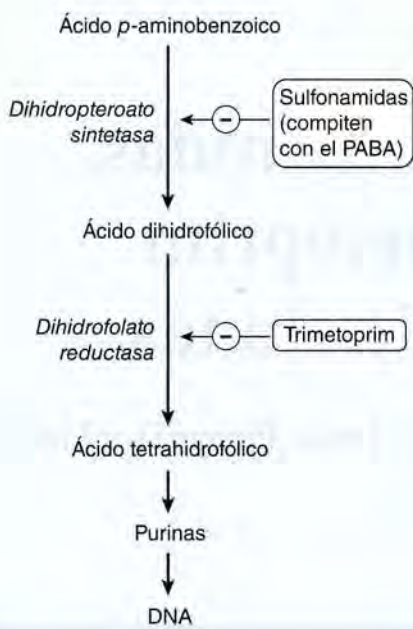 Ácido p-aminobenzoico
Dihidropteroato
sintetasa
−
Sulfonamidas
(compiten
con el PABA)
Ácido dihidrofólico
Dihidrofolato
reductasa
−
Trimetoprim
Ácido tetrahidrofólico
Purinas
DNA